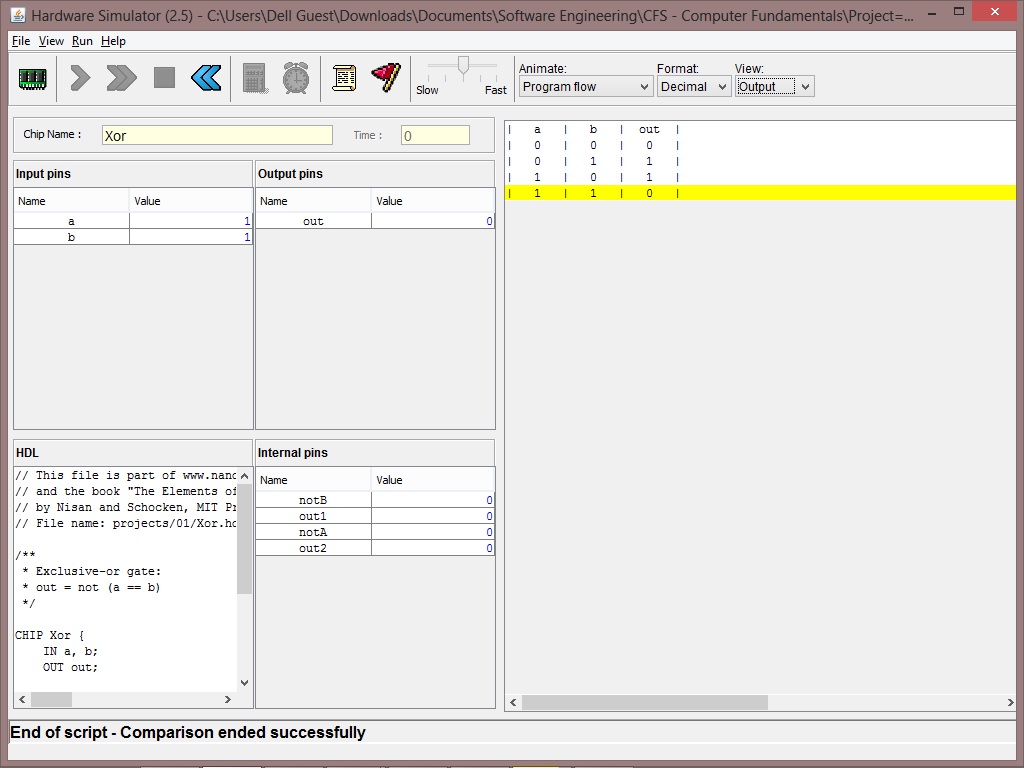 Hardware Simulator (2.5) - C:\Users\Dell Guest\Downloads\Documents\Software Engineering\CFS - Computer Fundamentals\Project=...
File View Run Help
Slow Fast
Animate: Format: View:
Program flow Decimal Output
Chip Name : Xor Time : 0
Input pins
Name Value
a 1
b 1
Output pins
Name Value
out 0
HDL
// This file is part of www.nand
// and the book "The Elements of
// by Nisan and Schocken, MIT Pr
// File name: projects/01/Xor.hd
/**
* Exclusive-or gate:
* out = not (a == b)
*/
CHIP Xor {
IN a, b;
OUT out;
Internal pins
Name Value
notB 0
out1 0
notA 0
out2 0
| a | b | out |
| 0 | 0 | 0 |
| 0 | 1 | 1 |
| 1 | 0 | 1 |
| 1 | 1 | 0 |
End of script - Comparison ended successfully